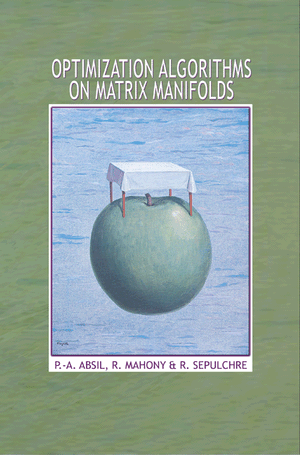 OPTIMIZATION ALGORITHMS
ON MATRIX MANIFOLDS
P.-A. ABSIL, R. MAHONY & R. SEPULCHRE